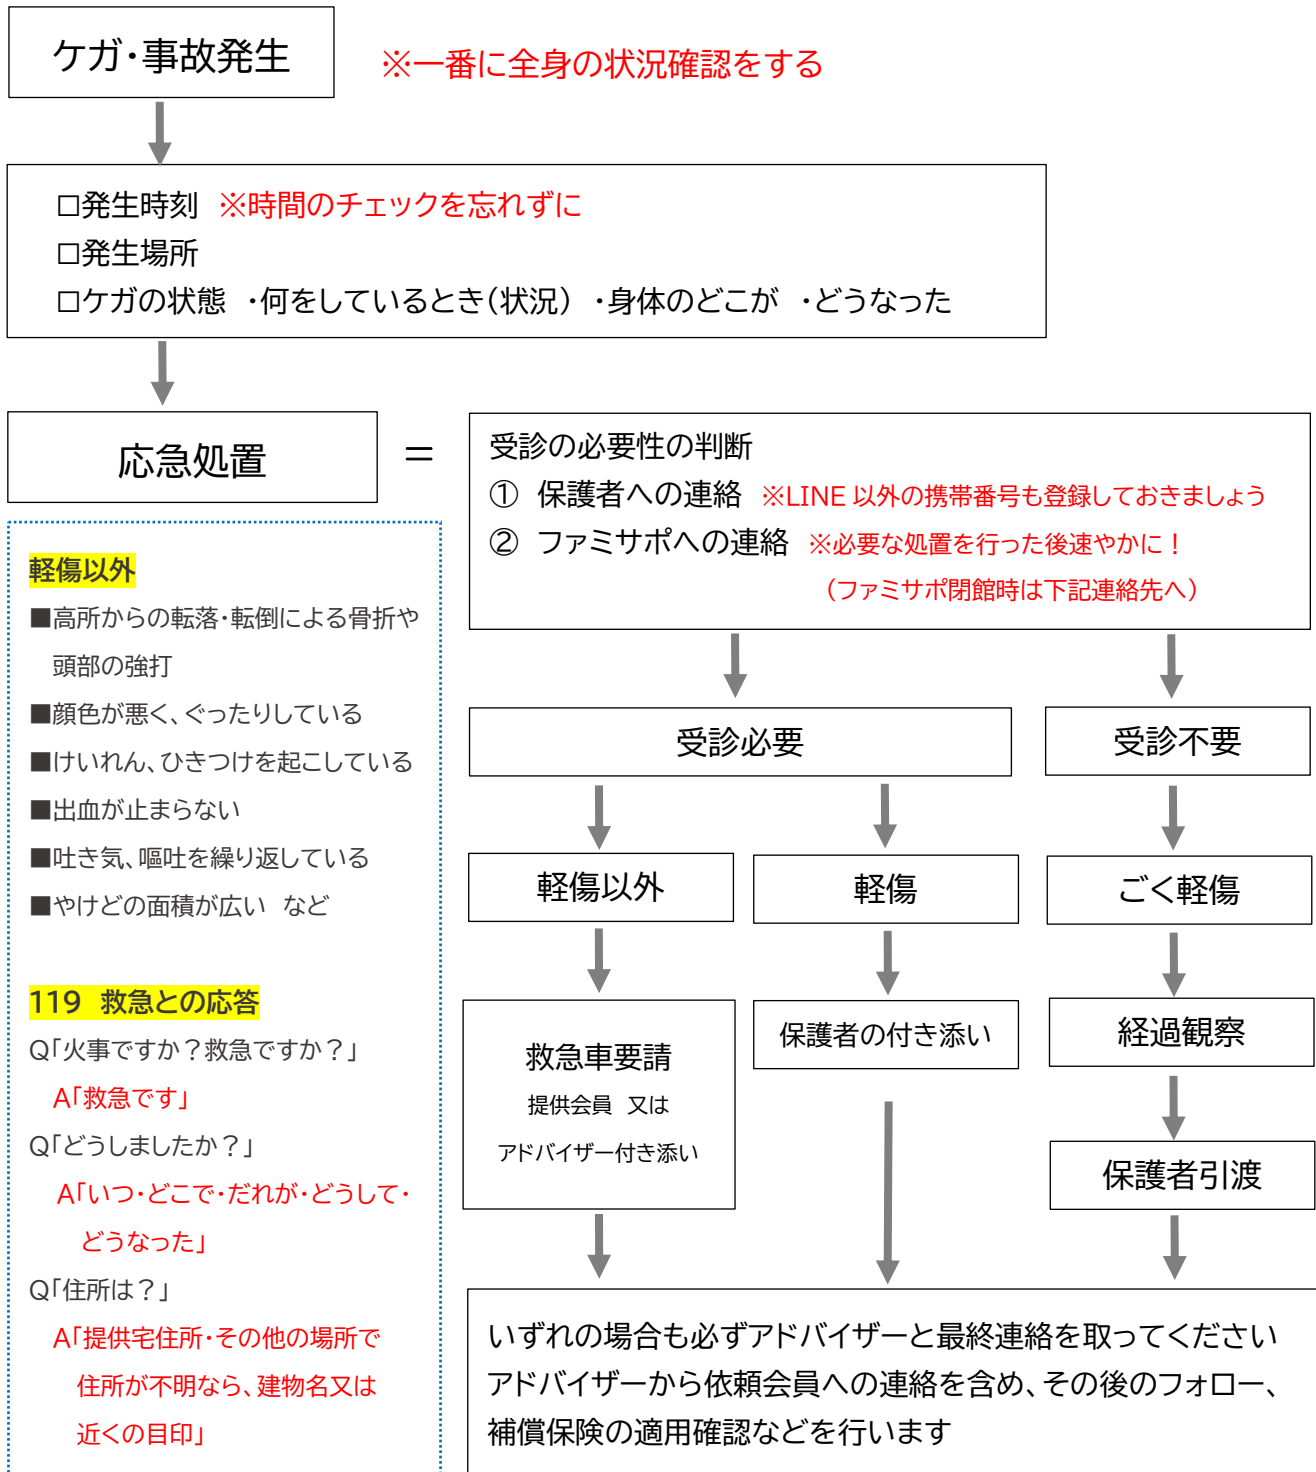 ケガ・事故発生
※一番に全身の状況確認をする
□発生時刻 ※時間のチェックを忘れずに
□発生場所
□ケガの状態 ・何をしているとき(状況) ・身体のどこが ・どうなった
応急処置
＝
受診の必要性の判断
① 保護者への連絡 ※LINE 以外の携帯番号も登録しておきましょう
② ファミサポへの連絡 ※必要な処置を行った後速やかに！
(ファミサポ閉館時は下記連絡先へ)
軽傷以外
■高所からの転落・転倒による骨折や
頭部の強打
■顔色が悪く、ぐったりしている
■けいれん、ひきつけを起こしている
■出血が止まらない
■吐き気、嘔吐を繰り返している
■やけどの面積が広い など
119 救急との応答
Q「火事ですか？救急ですか？」
A「救急です」
Q「どうしましたか？」
A「いつ・どこで・だれが・どうして・
どうなった」
Q「住所は？」
A「提供宅住所・その他の場所で
住所が不明なら、建物名又は
近くの目印」
受診必要
受診不要
軽傷以外
軽傷
ごく軽傷
救急車要請
提供会員 又は
アドバイザー付き添い
保護者の付き添い
経過観察
保護者引渡
いずれの場合も必ずアドバイザーと最終連絡を取ってください
アドバイザーから依頼会員への連絡を含め、その後のフォロー、
補償保険の適用確認などを行います